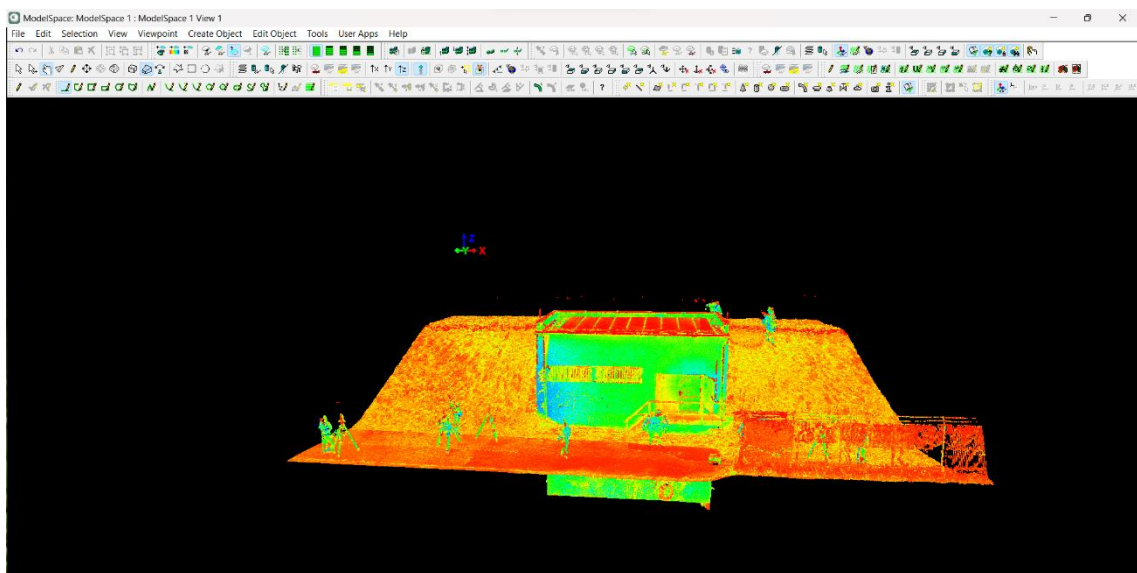 ModelSpace: ModelSpace 1 : ModelSpace 1 View 1
File Edit Selection View Viewpoint Create Object Edit Object Tools User Apps Help
Z
Y X